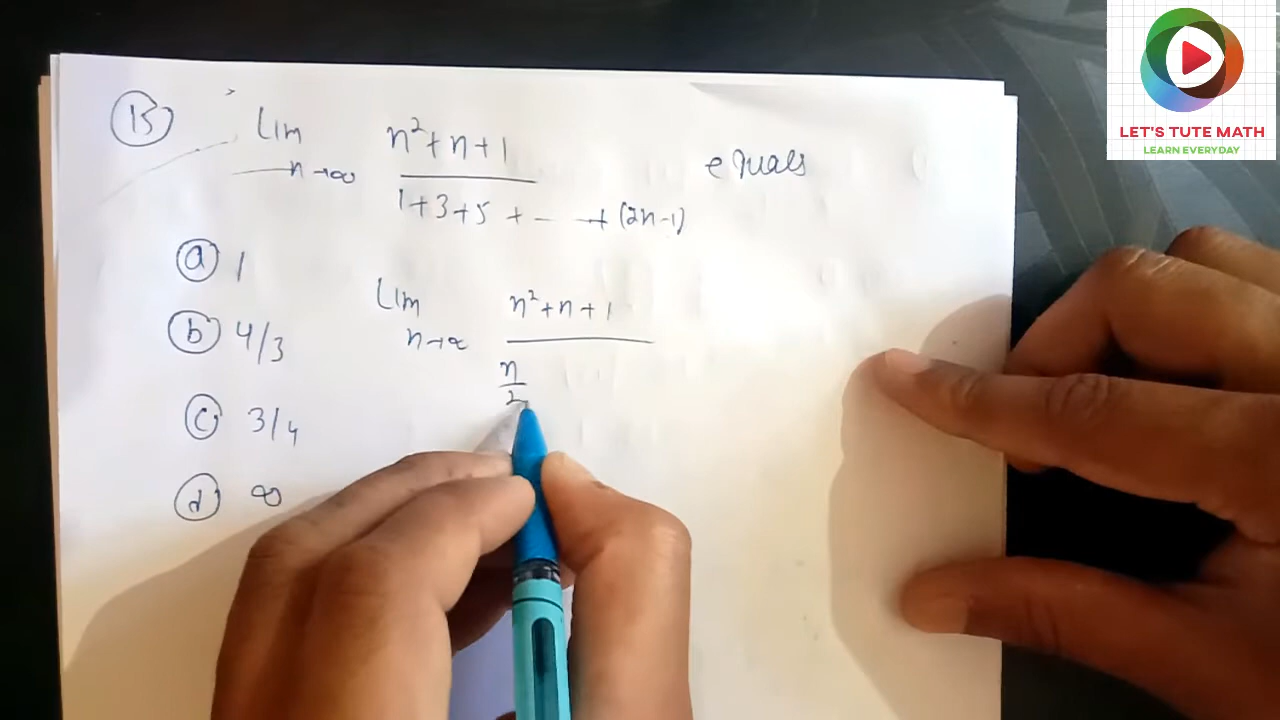 15 Lim n→∞ n²+n+1 / 1+3+5+-----+(2n-1) equals
a 1
b 4/3
c 3/4
d ∞
Lim n→∞ n²+n+1 / n/2
LET'S TUTE MATH
LEARN EVERYDAY